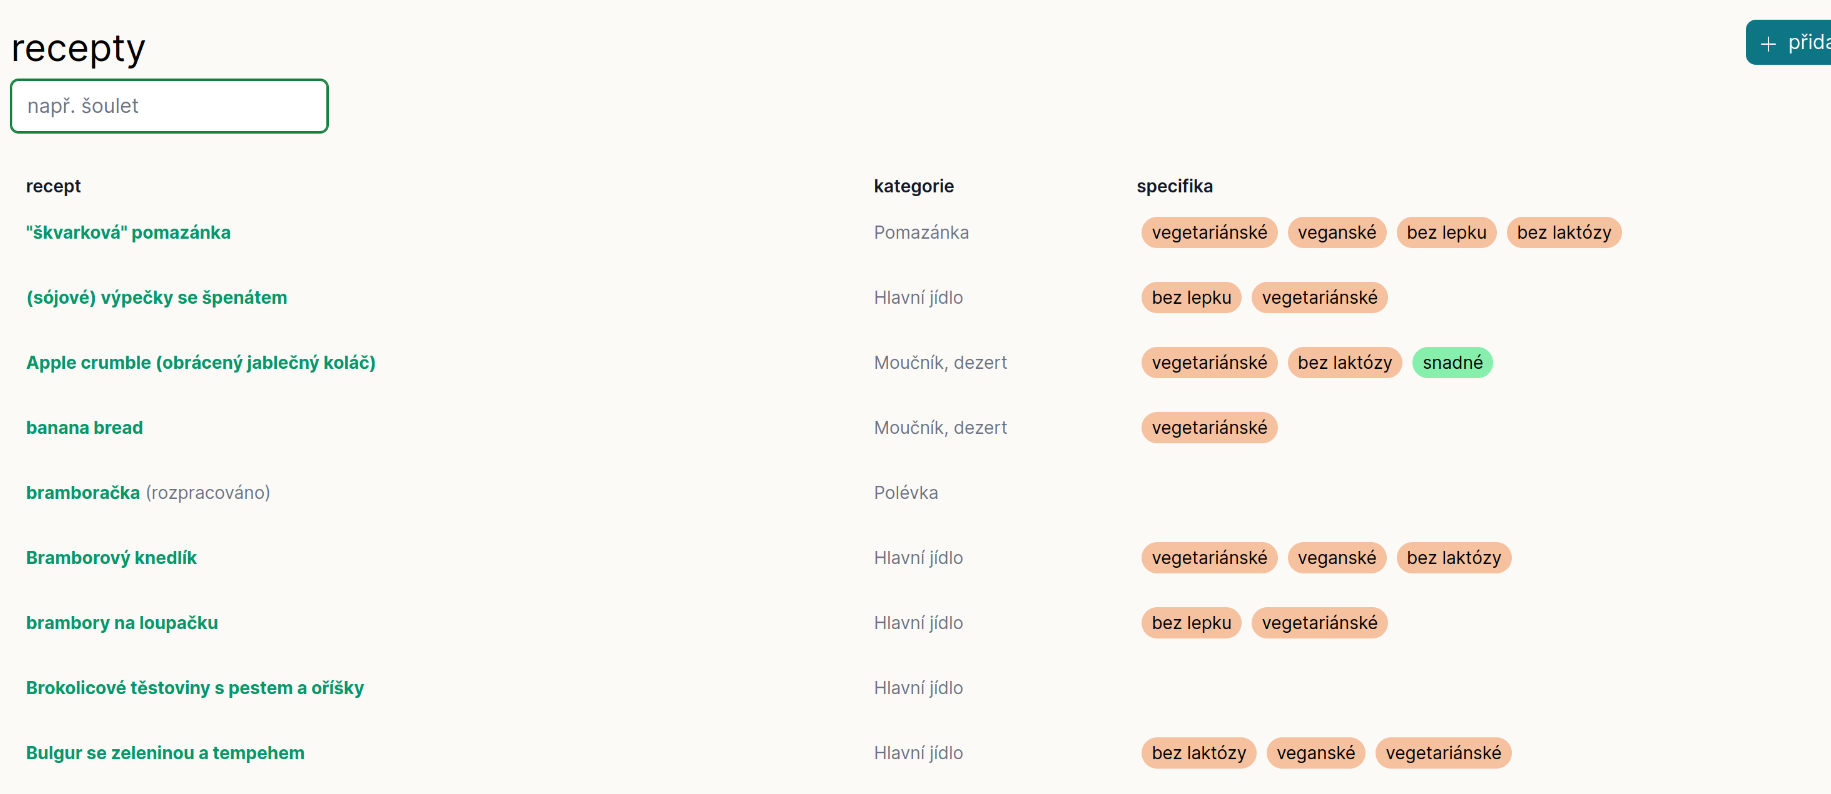 recepty
+ přida
např. šoulet
recept kategorie specifika
"škvarková" pomazánka Pomazánka vegetariánské veganské bez lepku bez laktózy
(sójové) výpečky se špenátem Hlavní jídlo bez lepku vegetariánské
Apple crumble (obrácený jablečný koláč) Moučník, dezert vegetariánské bez laktózy snadné
banana bread Moučník, dezert vegetariánské
bramboračka (rozpracováno) Polévka
Bramborový knedlík Hlavní jídlo vegetariánské veganské bez laktózy
brambory na loupačku Hlavní jídlo bez lepku vegetariánské
Brokolicové těstoviny s pestem a oříšky Hlavní jídlo
Bulgur se zeleninou a tempehem Hlavní jídlo bez laktózy veganské vegetariánské